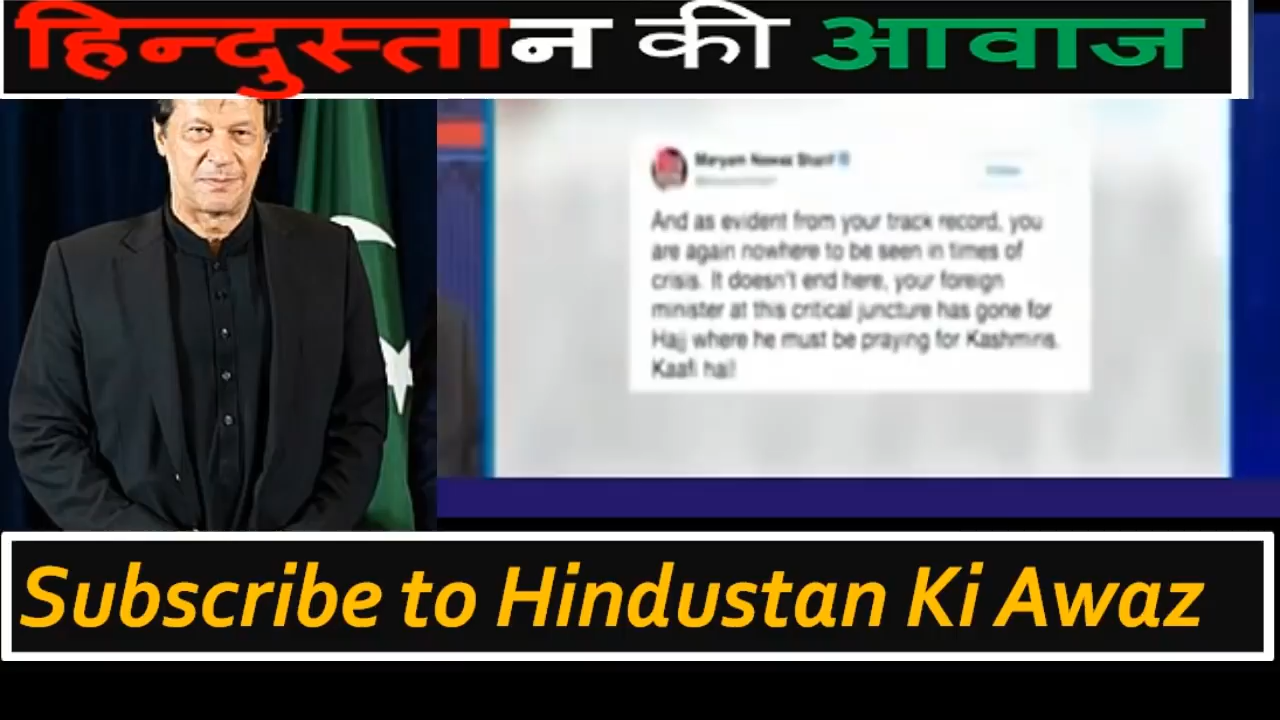 हिन्दुस्तान की आवाज
Maryam Nawaz Sharif
And as evident from your track record, you
are again nowhere to be seen in times of
crisis. It doesn't end here, your foreign
minister at this critical juncture has gone for
Hajj where he must be praying for Kashmiris.
Kaafi hai!
Subscribe to Hindustan Ki Awaz